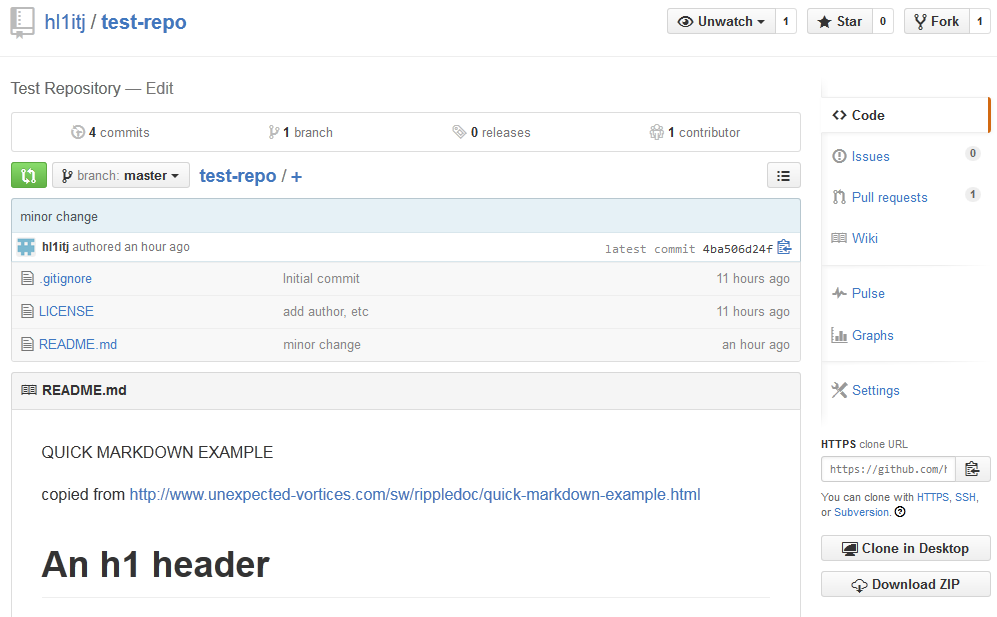 hl1itj / test-repo
Unwatch 1 Star 0 Fork 1
Test Repository — Edit
4 commits 1 branch 0 releases 1 contributor
branch: master test-repo / +
minor change
hl1itj authored an hour ago latest commit 4ba506d24f
.gitignore Initial commit 11 hours ago
LICENSE add author, etc 11 hours ago
README.md minor change an hour ago
README.md
QUICK MARKDOWN EXAMPLE
copied from http://www.unexpected-vortices.com/sw/rippledoc/quick-markdown-example.html
An h1 header
Code
Issues 0
Pull requests 1
Wiki
Pulse
Graphs
Settings
HTTPS clone URL
https://github.com/h
You can clone with HTTPS, SSH,
or Subversion.
Clone in Desktop
Download ZIP